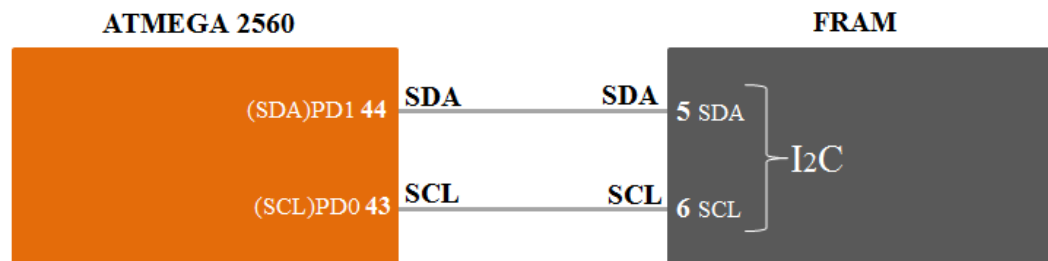 ATMEGA 2560
FRAM
(SDA)PD1 44 SDA SDA 5 SDA
I2C
(SCL)PD0 43 SCL SCL 6 SCL